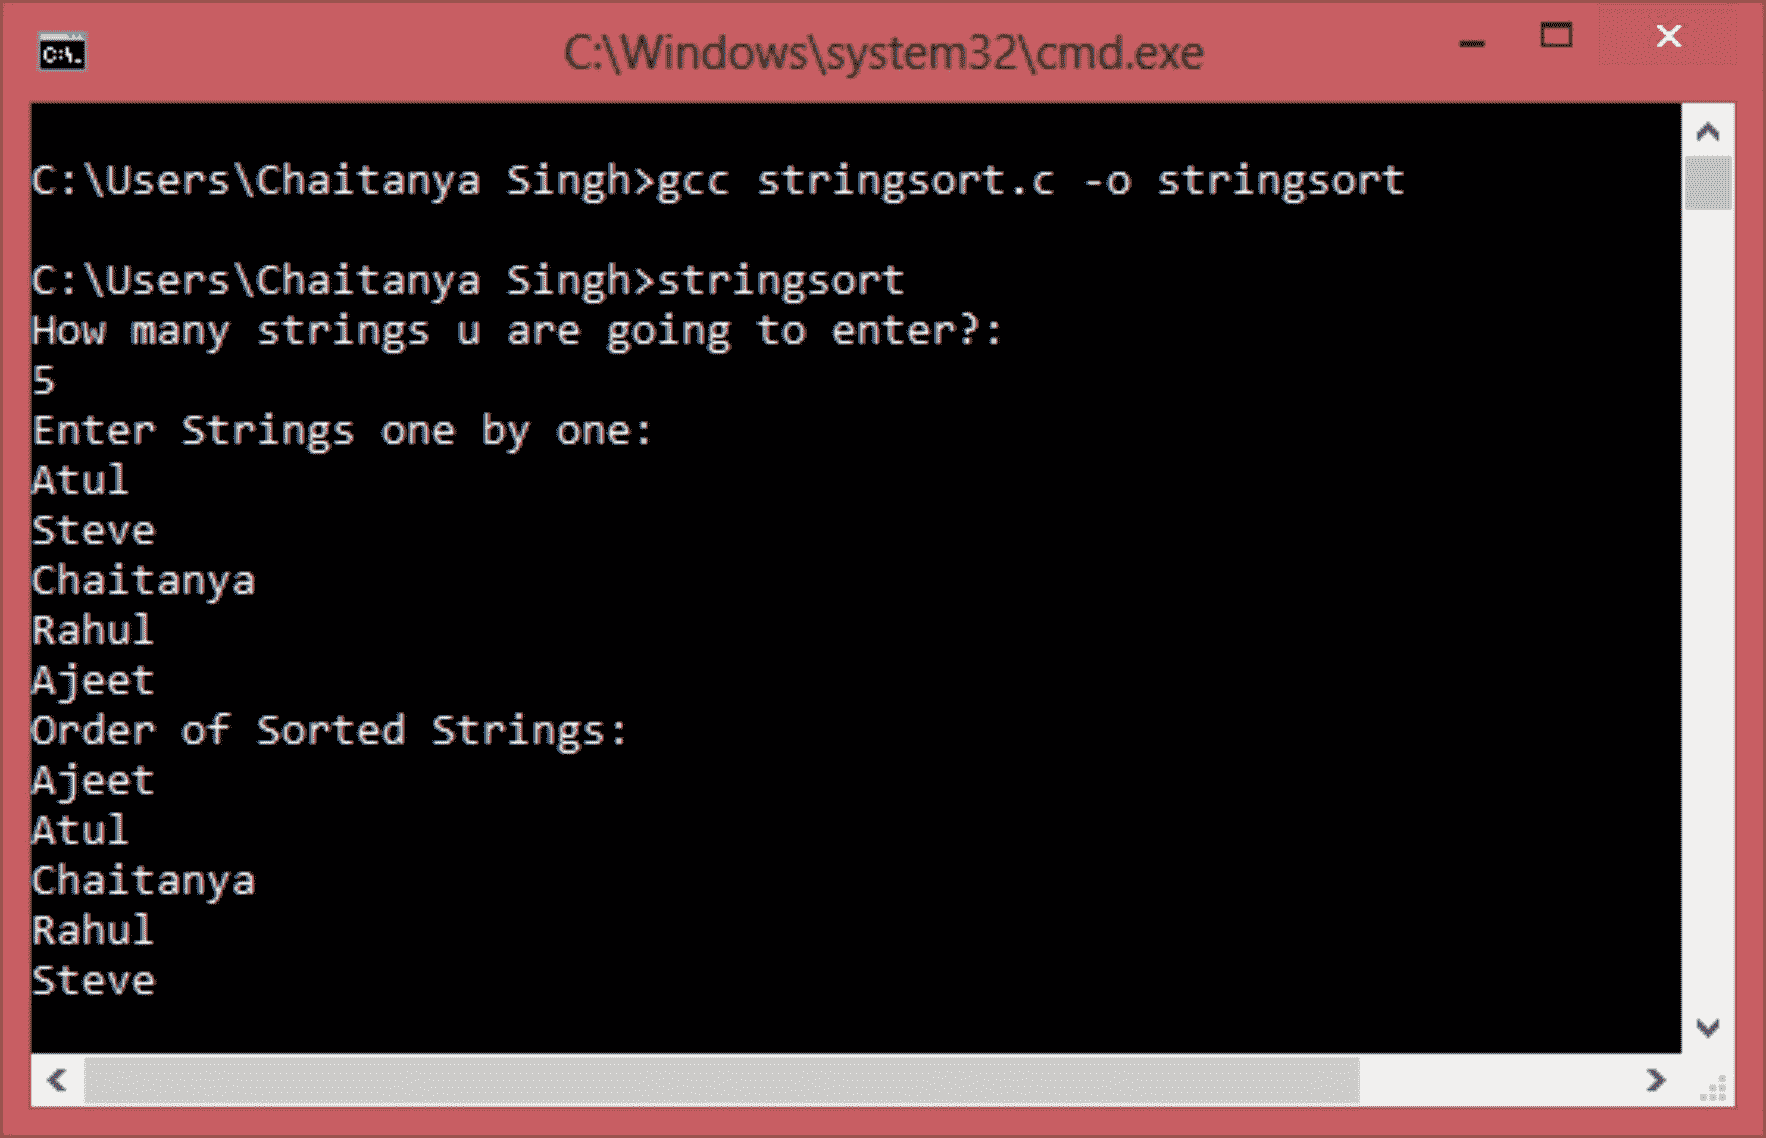 C:\Windows\system32\cmd.exe
C:\Users\Chaitanya Singh>gcc stringsort.c -o stringsort
C:\Users\Chaitanya Singh>stringsort
How many strings u are going to enter?:
5
Enter Strings one by one:
Atul
Steve
Chaitanya
Rahul
Ajeet
Order of Sorted Strings:
Ajeet
Atul
Chaitanya
Rahul
Steve